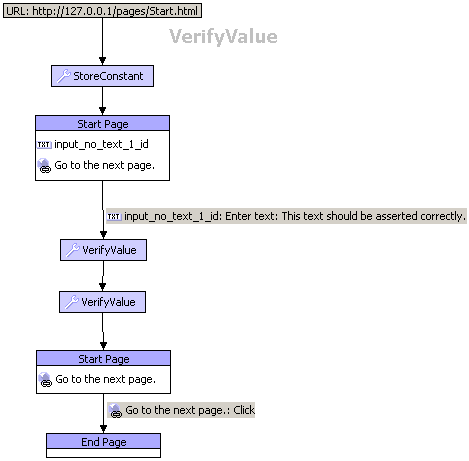 URL: http://127.0.0.1/pages/Start.html
VerifyValue
StoreConstant
Start Page
TXT input_no_text_1_id
Go to the next page.
TXT input_no_text_1_id: Enter text: This text should be asserted correctly.
VerifyValue
VerifyValue
Start Page
Go to the next page.
Go to the next page.: Click
End Page